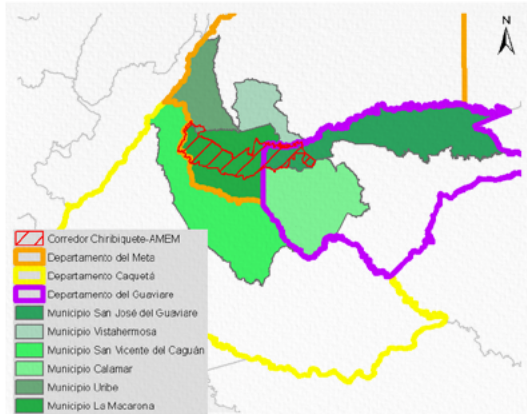 N
Corredor Chiribiquete-AMEM
Departamento del Meta
Departamento Caquetá
Departamento del Guaviare
Municipio San José del Guaviare
Municipio Vistahermosa
Municipio San Vicente del Caguán
Municipio Calamar
Municipio Uribe
Municipio La Macarona